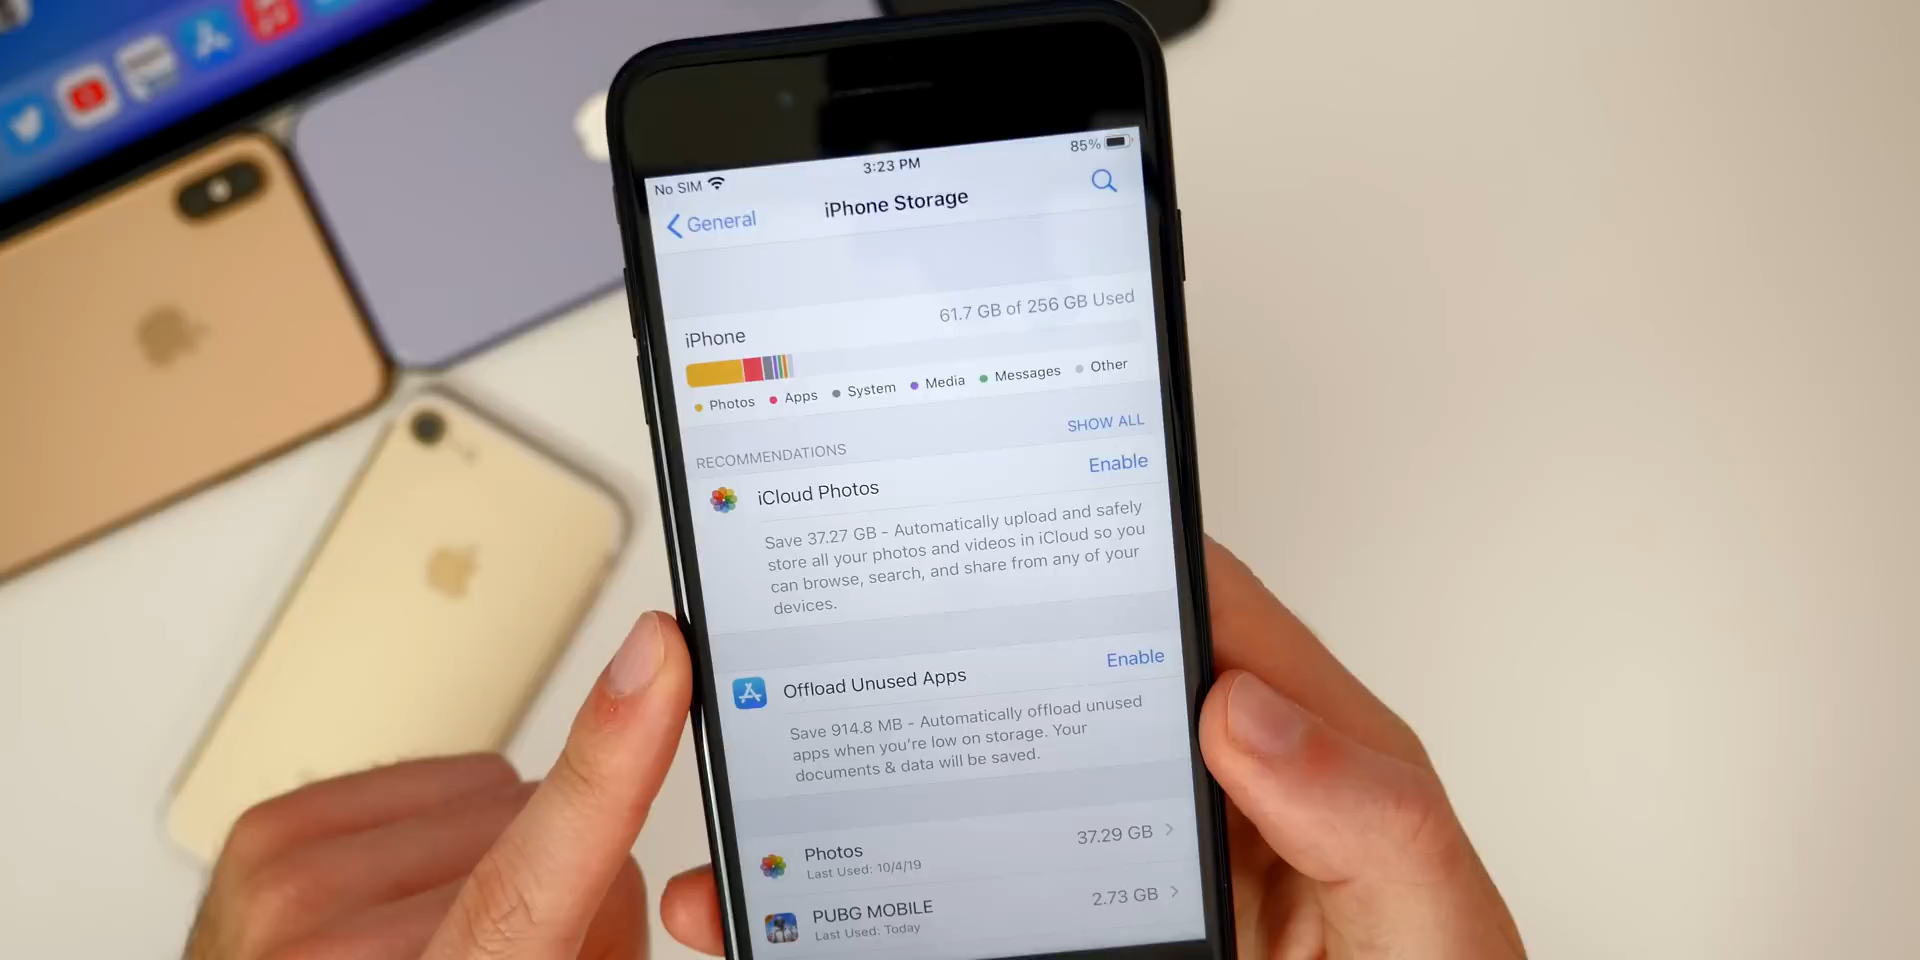 No SIM
3:23 PM
85%
General
iPhone Storage
iPhone
61.7 GB of 256 GB Used
Photos Apps System Media Messages Other
RECOMMENDATIONS
SHOW ALL
iCloud Photos
Enable
Save 37.27 GB - Automatically upload and safely
store all your photos and videos in iCloud so you
can browse, search, and share from any of your
devices.
Offload Unused Apps
Enable
Save 914.8 MB - Automatically offload unused
apps when you're low on storage. Your
documents & data will be saved.
Photos
37.29 GB
Last Used: 10/4/19
PUBG MOBILE
2.73 GB
Last Used: Today